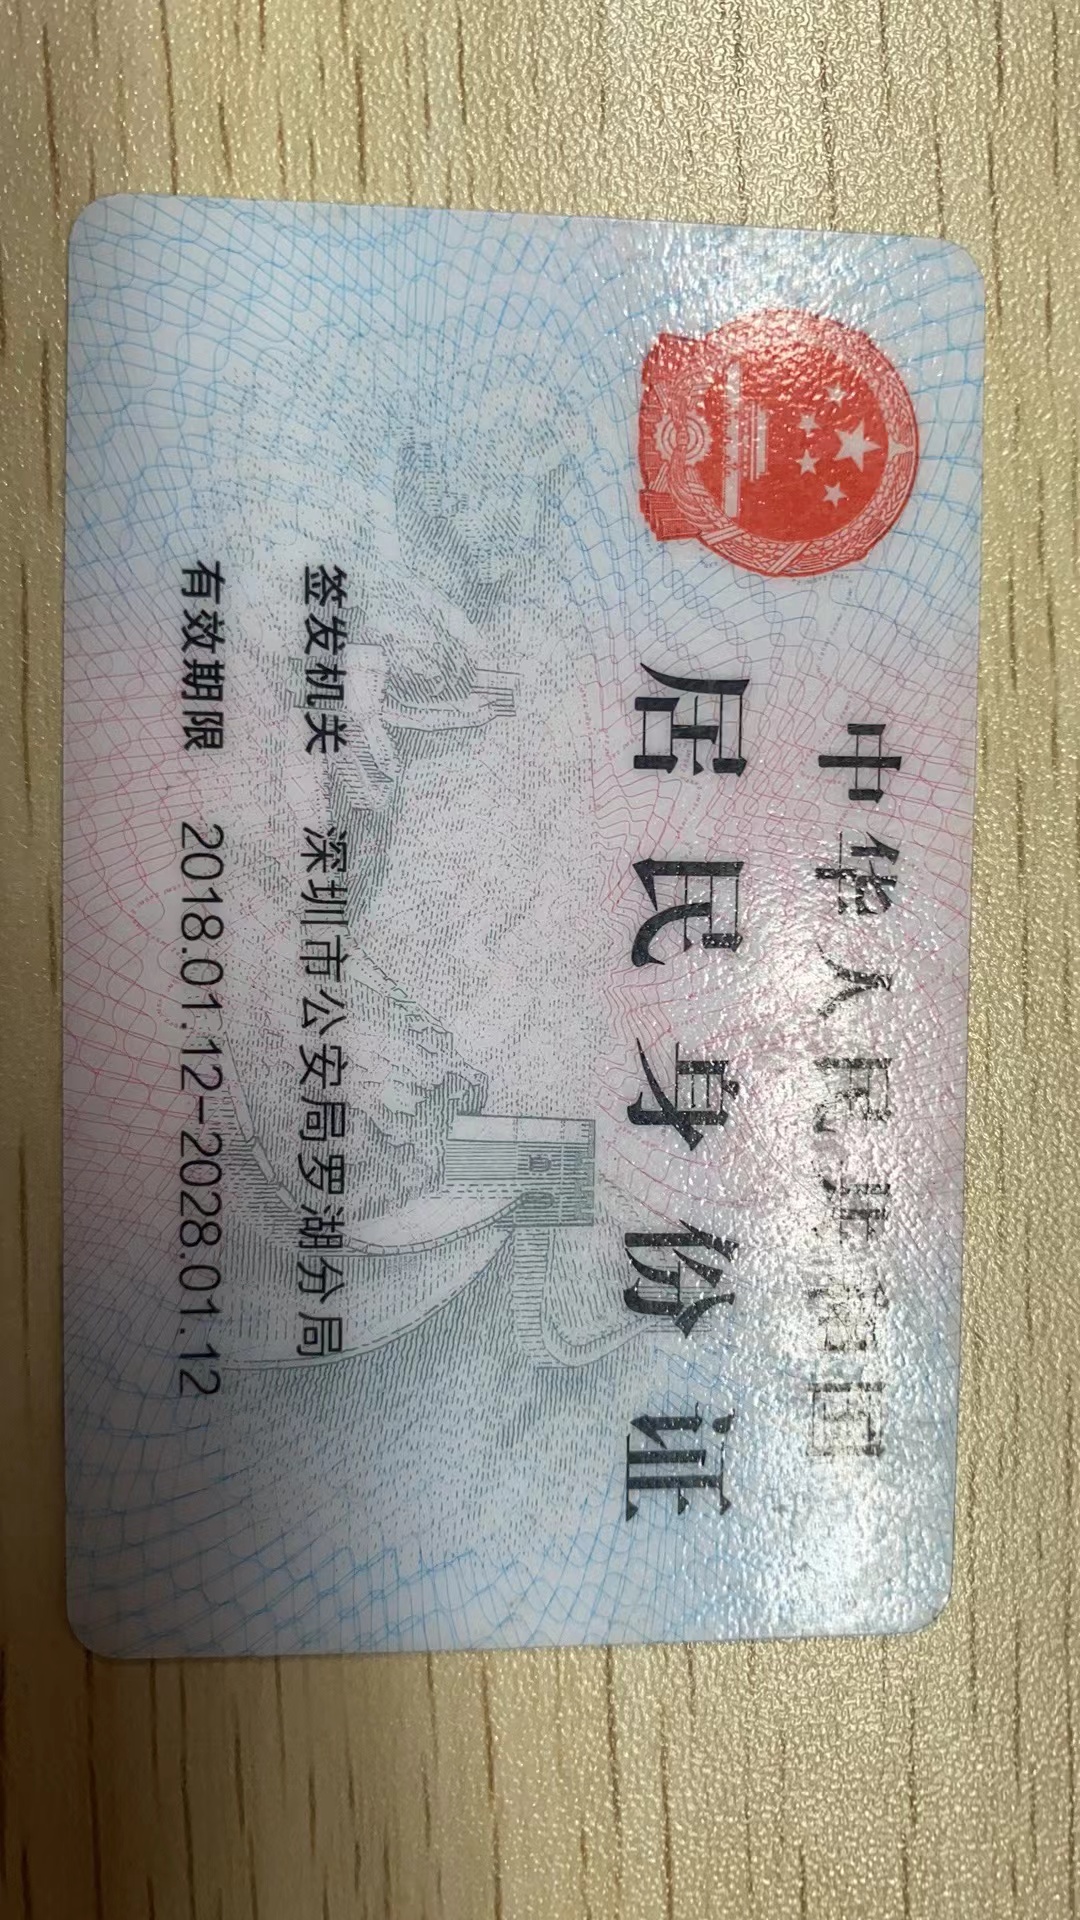 中华人民共和国
居民身份证
签发机关 深圳市公安局罗湖分局
有效期限 2018.01.12-2028.01.12